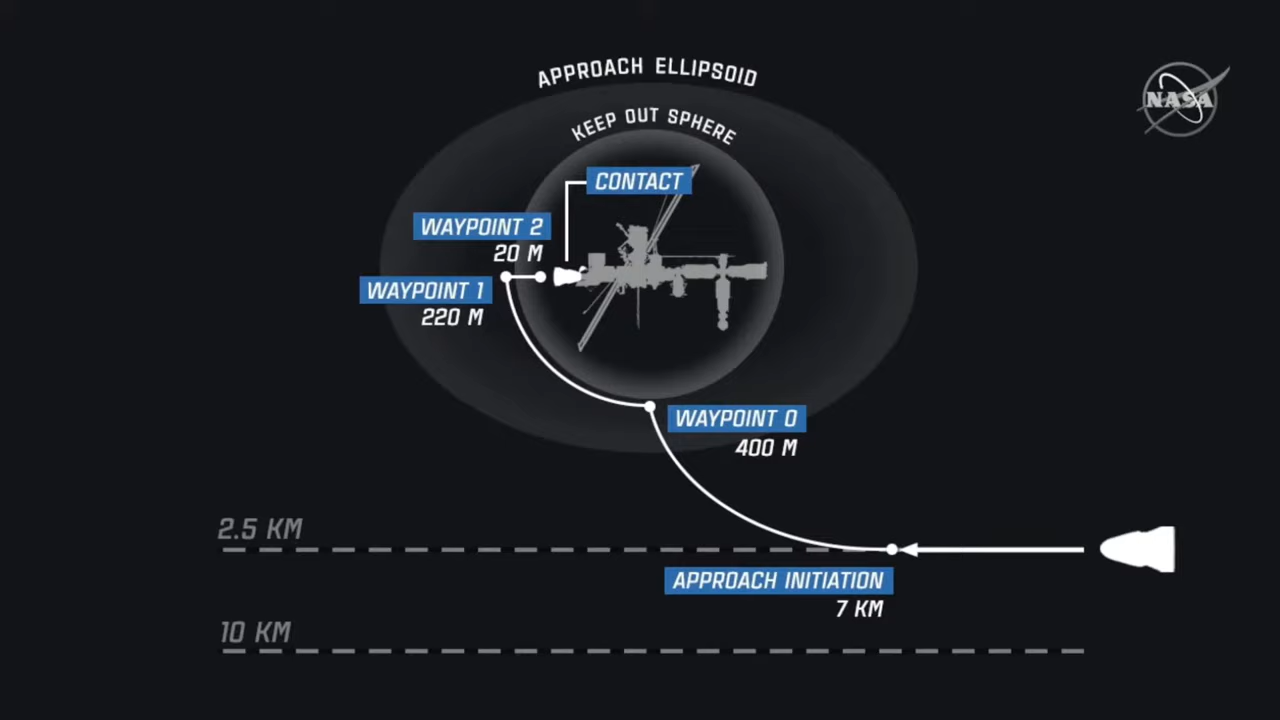 APPROACH ELLIPSOID
NASA
KEEP OUT SPHERE
CONTACT
WAYPOINT 2
20 M
WAYPOINT 1
220 M
WAYPOINT 0
400 M
2.5 KM
APPROACH INITIATION
7 KM
10 KM